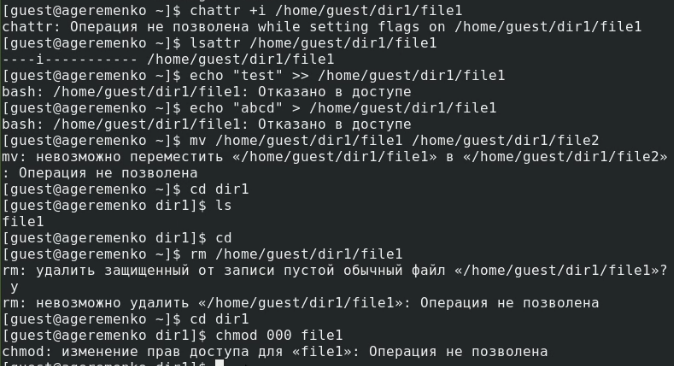 [guest@ageremenko ~]$ chattr +i /home/guest/dir1/file1
chattr: Операция не позволена while setting flags on /home/guest/dir1/file1
[guest@ageremenko ~]$ lsattr /home/guest/dir1/file1
----i----------- /home/guest/dir1/file1
[guest@ageremenko ~]$ echo "test" >> /home/guest/dir1/file1
bash: /home/guest/dir1/file1: Отказано в доступе
[guest@ageremenko ~]$ echo "abcd" > /home/guest/dir1/file1
bash: /home/guest/dir1/file1: Отказано в доступе
[guest@ageremenko ~]$ mv /home/guest/dir1/file1 /home/guest/dir1/file2
mv: невозможно переместить «/home/guest/dir1/file1» в «/home/guest/dir1/file2»
: Операция не позволена
[guest@ageremenko ~]$ cd dir1
[guest@ageremenko dir1]$ ls
file1
[guest@ageremenko dir1]$ cd
[guest@ageremenko ~]$ rm /home/guest/dir1/file1
rm: удалить защищенный от записи пустой обычный файл «/home/guest/dir1/file1»?
y
rm: невозможно удалить «/home/guest/dir1/file1»: Операция не позволена
[guest@ageremenko ~]$ cd dir1
[guest@ageremenko dir1]$ chmod 000 file1
chmod: изменение прав доступа для «file1»: Операция не позволена
[guest@ageremenko dir1]$